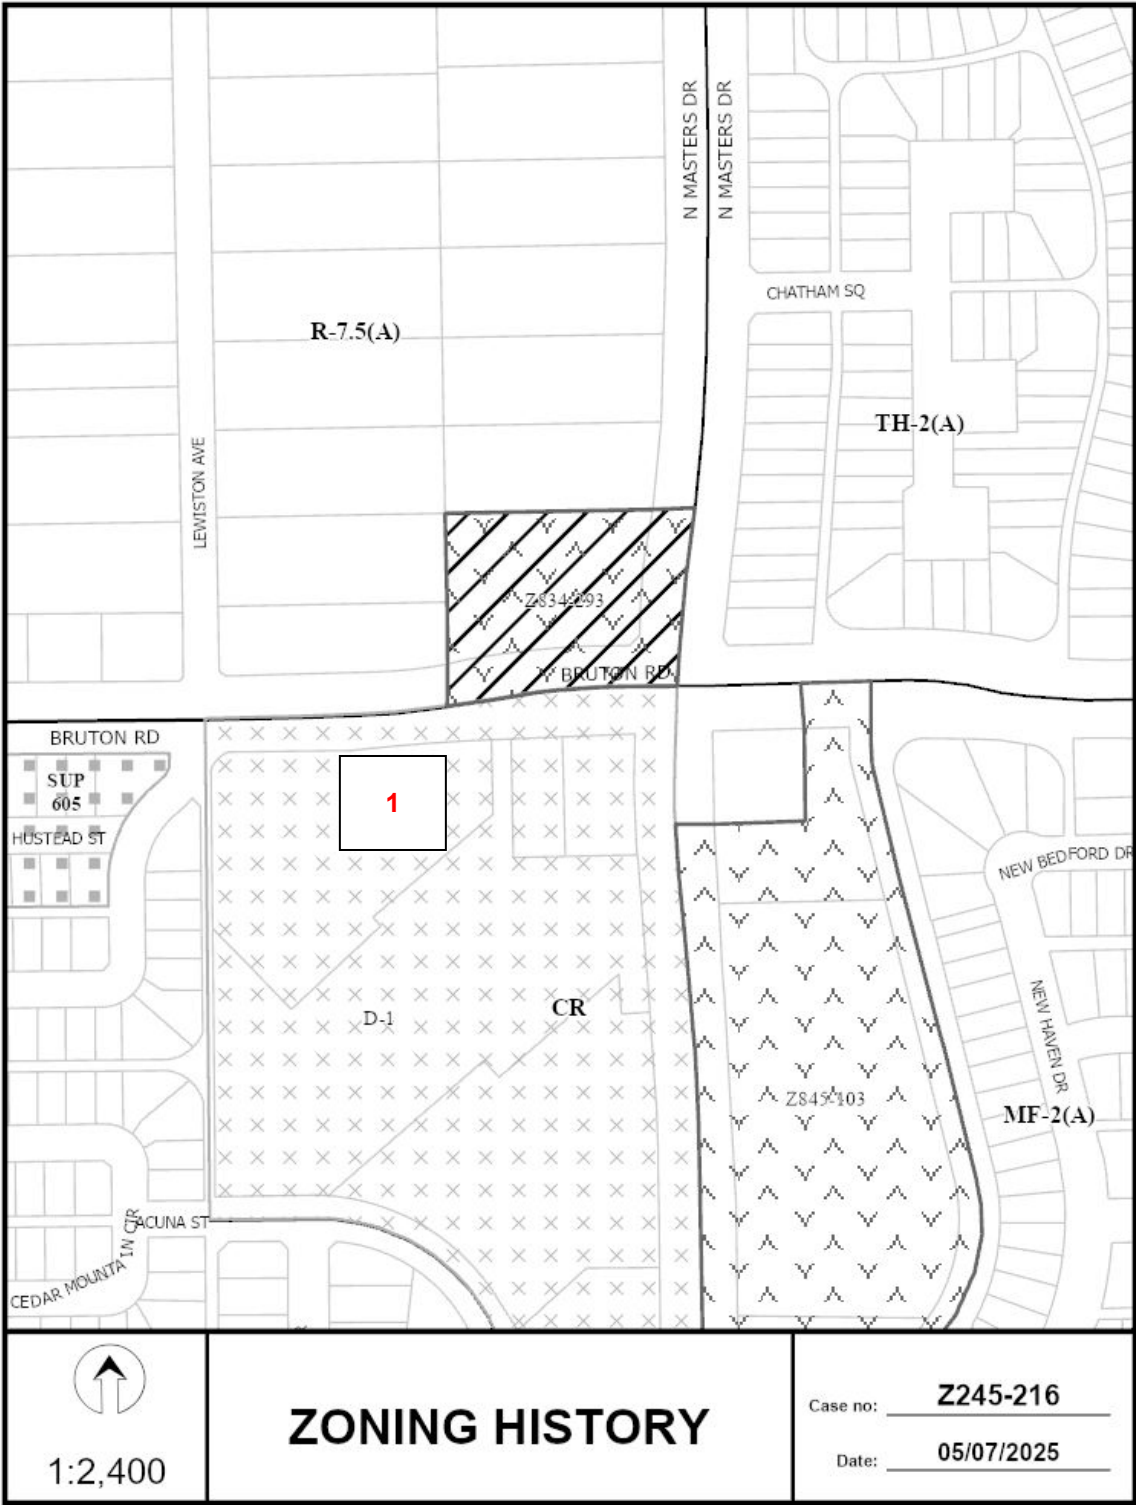 N MASTERS DR
N MASTERS DR
CHATHAM SQ
R-7.5(A)
TH-2(A)
LEWISTON AVE
Z834-293
BRUTON RD
BRUTON RD
SUP
605
1
HUSTEAD ST
NEW BEDFORD DR
NEW HAVEN DR
CR
D-1
Z845-103
MF-2(A)
ACUNA ST
CEDAR MOUNTAIN CIR
1:2,400
ZONING HISTORY
Case no: Z245-216
Date: 05/07/2025